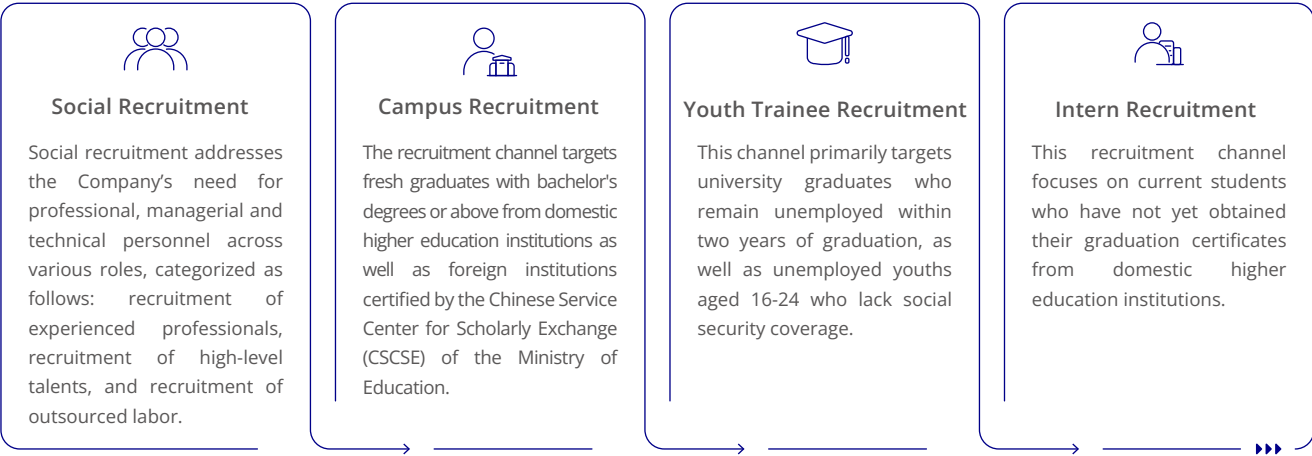 Social Recruitment
Social recruitment addresses
the Company’s need for
professional, managerial and
technical personnel across
various roles, categorized as
follows: recruitment of
experienced professionals,
recruitment of high-level
talents, and recruitment of
outsourced labor.
Campus Recruitment
The recruitment channel targets
fresh graduates with bachelor's
degrees or above from domestic
higher education institutions as
well as foreign institutions
certified by the Chinese Service
Center for Scholarly Exchange
(CSCSE) of the Ministry of
Education.
Youth Trainee Recruitment
This channel primarily targets
university graduates who
remain unemployed within
two years of graduation, as
well as unemployed youths
aged 16-24 who lack social
security coverage.
Intern Recruitment
This recruitment channel
focuses on current students
who have not yet obtained
their graduation certificates
from domestic higher
education institutions.